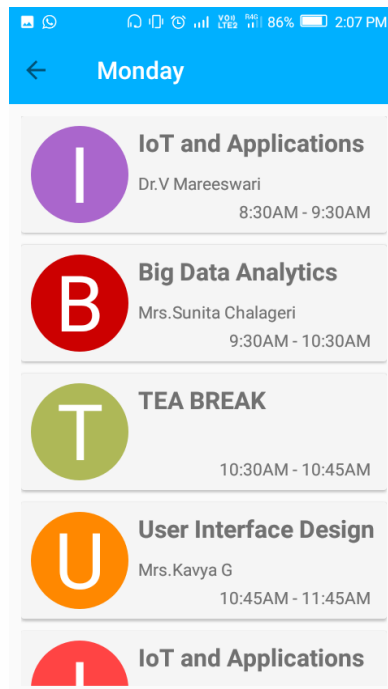 VoLTE2 R4G 86% 2:07 PM
Monday
I
IoT and Applications
Dr.V Mareeswari
8:30AM - 9:30AM
B
Big Data Analytics
Mrs.Sunita Chalageri
9:30AM - 10:30AM
T
TEA BREAK
10:30AM - 10:45AM
U
User Interface Design
Mrs.Kavya G
10:45AM - 11:45AM
IoT and Applications